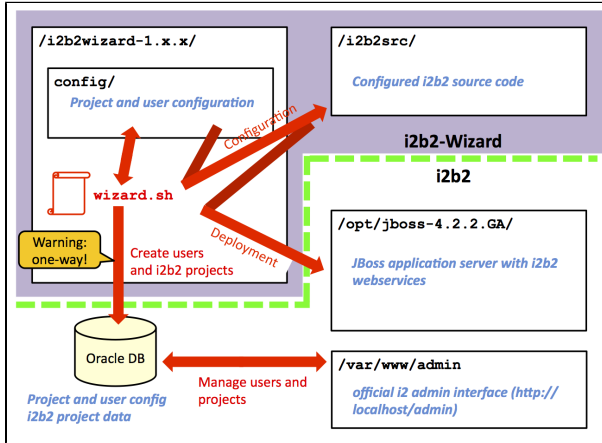 /i2b2wizard-1.x.x/
config/
Project and user configuration
/i2b2src/
Configured i2b2 source code
Configuration
i2b2-Wizard
i2b2
wizard.sh
Warning:
one-way!
Create users
and i2b2 projects
Deployment
/opt/jboss-4.2.2.GA/
JBoss application server with i2b2
webservices
Oracle DB
Manage users and
projects
Project and user config
i2b2 project data
/var/www/admin
official i2 admin interface (http://
localhost/admin)